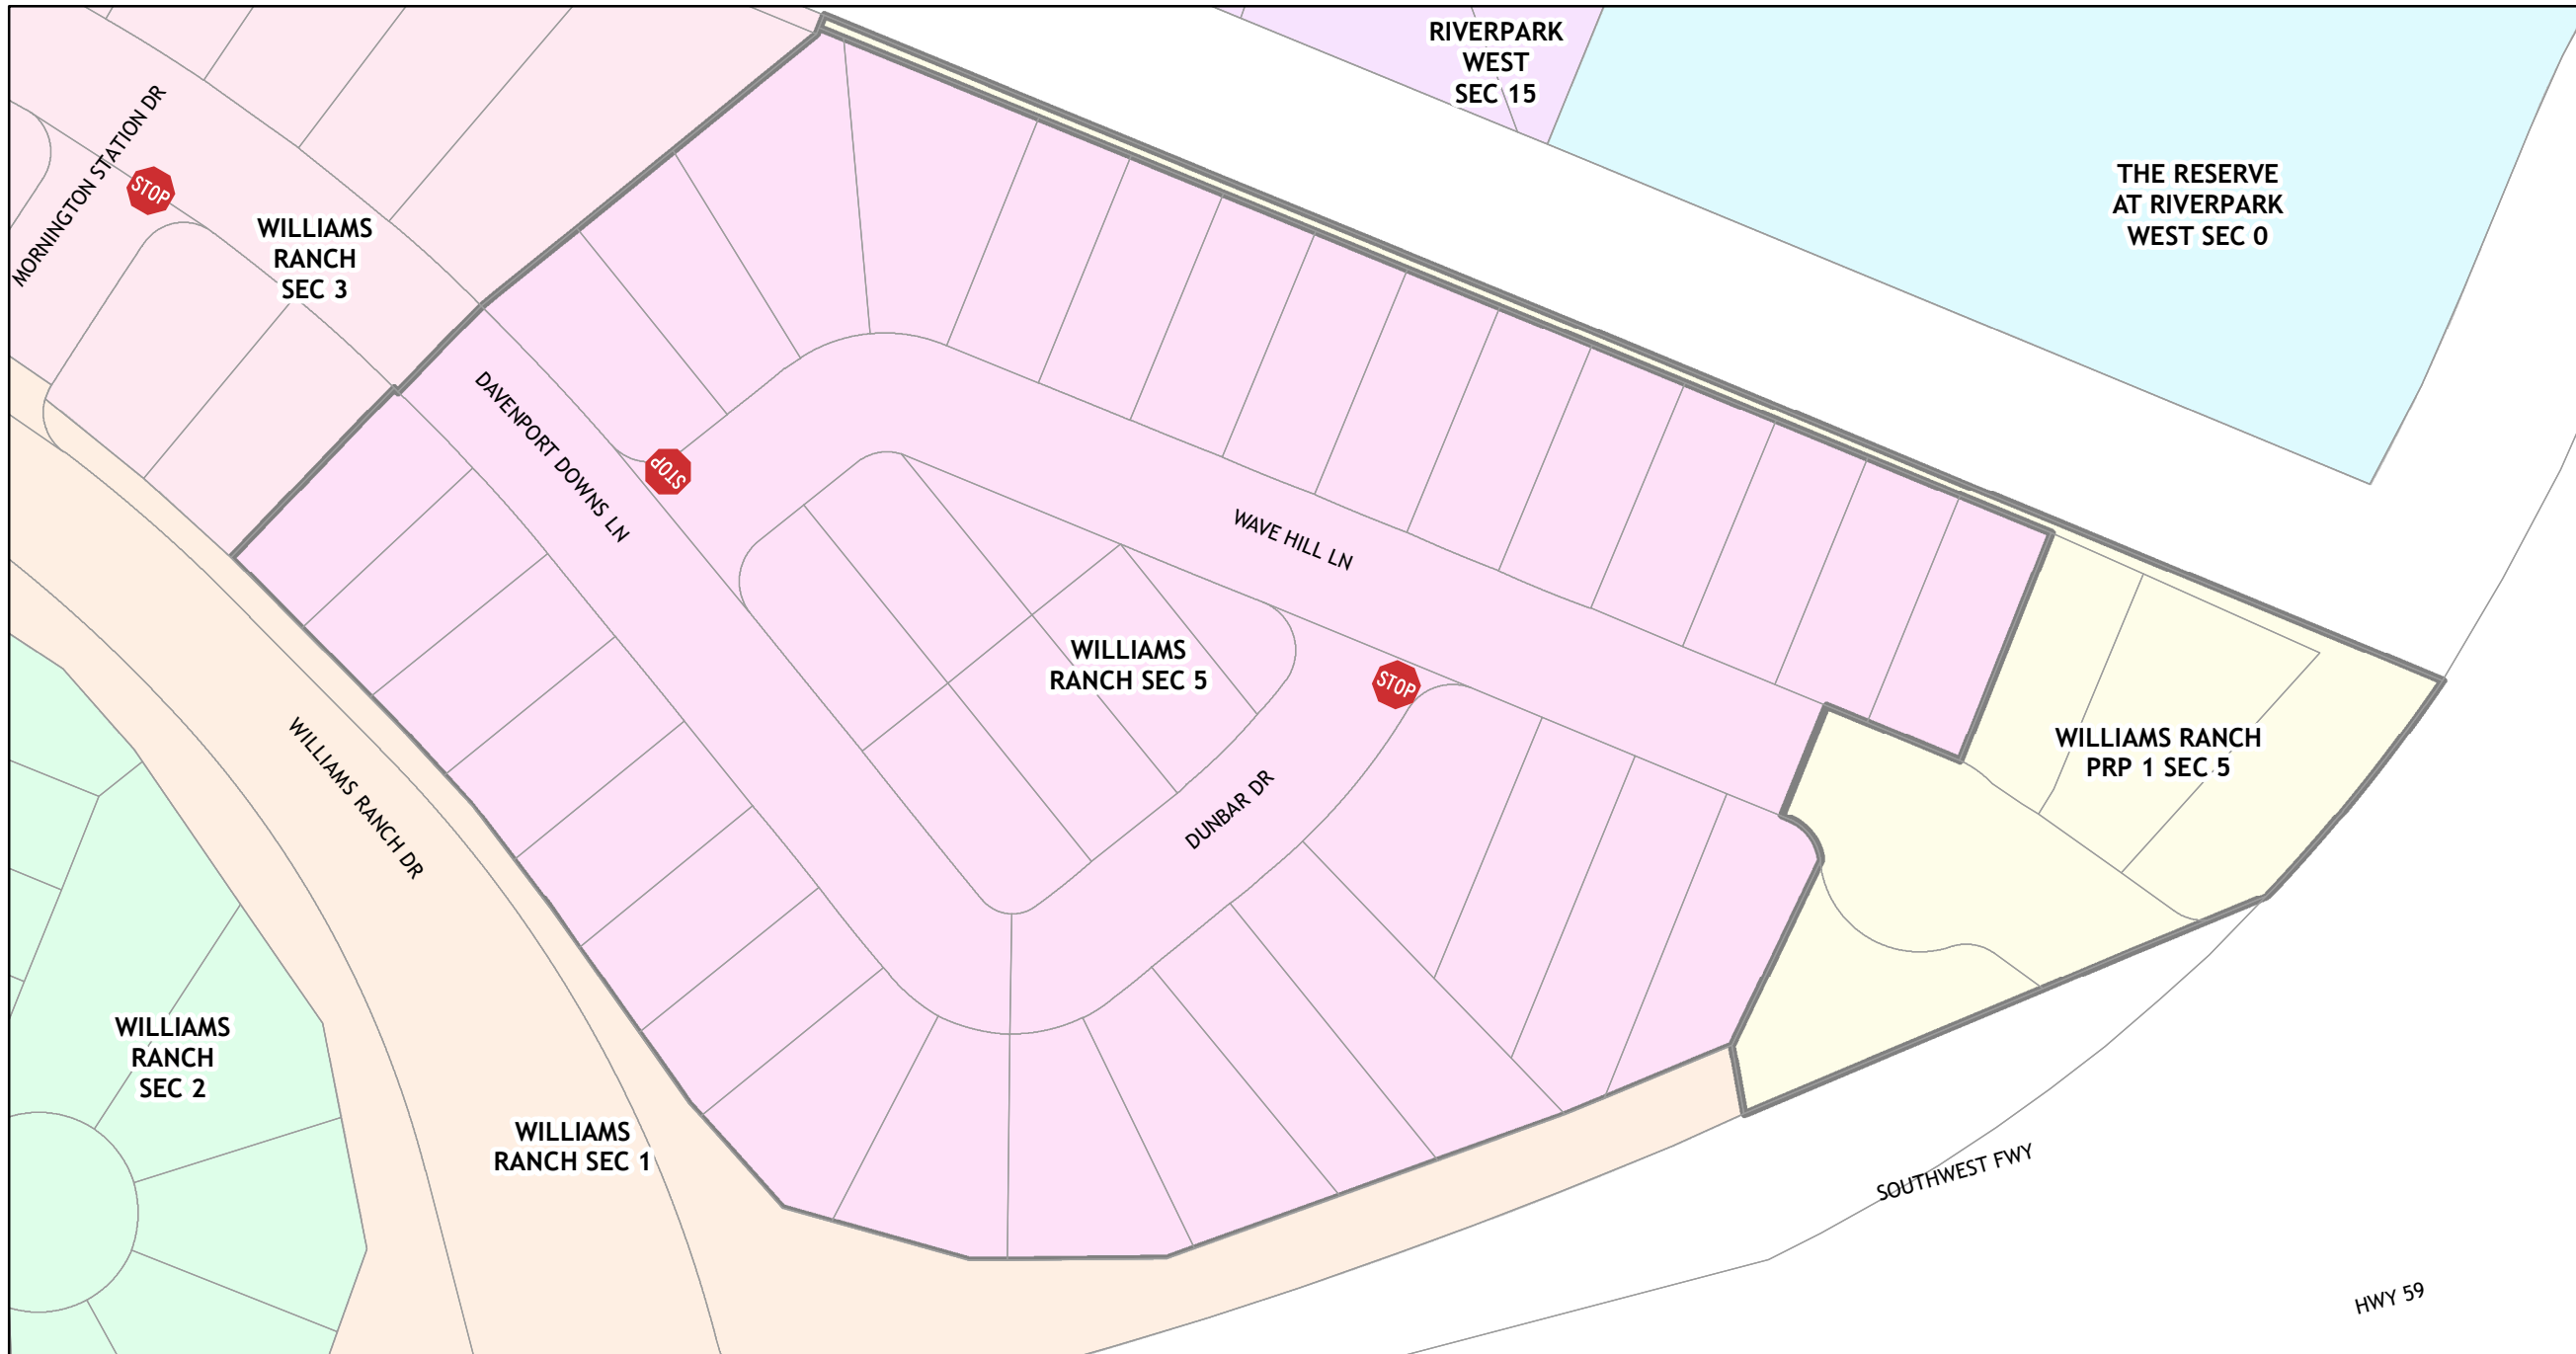 RIVERPARK
WEST
SEC 15
THE RESERVE
AT RIVERPARK
WEST SEC 0
MORNINGTON STATION DR
STOP
WILLIAMS
RANCH
SEC 3
DAVENPORT DOWNS LN
STOP
WAVE HILL LN
WILLIAMS
RANCH SEC 5
STOP
WILLIAMS RANCH
PRP 1 SEC 5
DUNBAR DR
WILLIAMS RANCH DR
WILLIAMS
RANCH
SEC 2
WILLIAMS
RANCH SEC 1
SOUTHWEST FWY
HWY 59